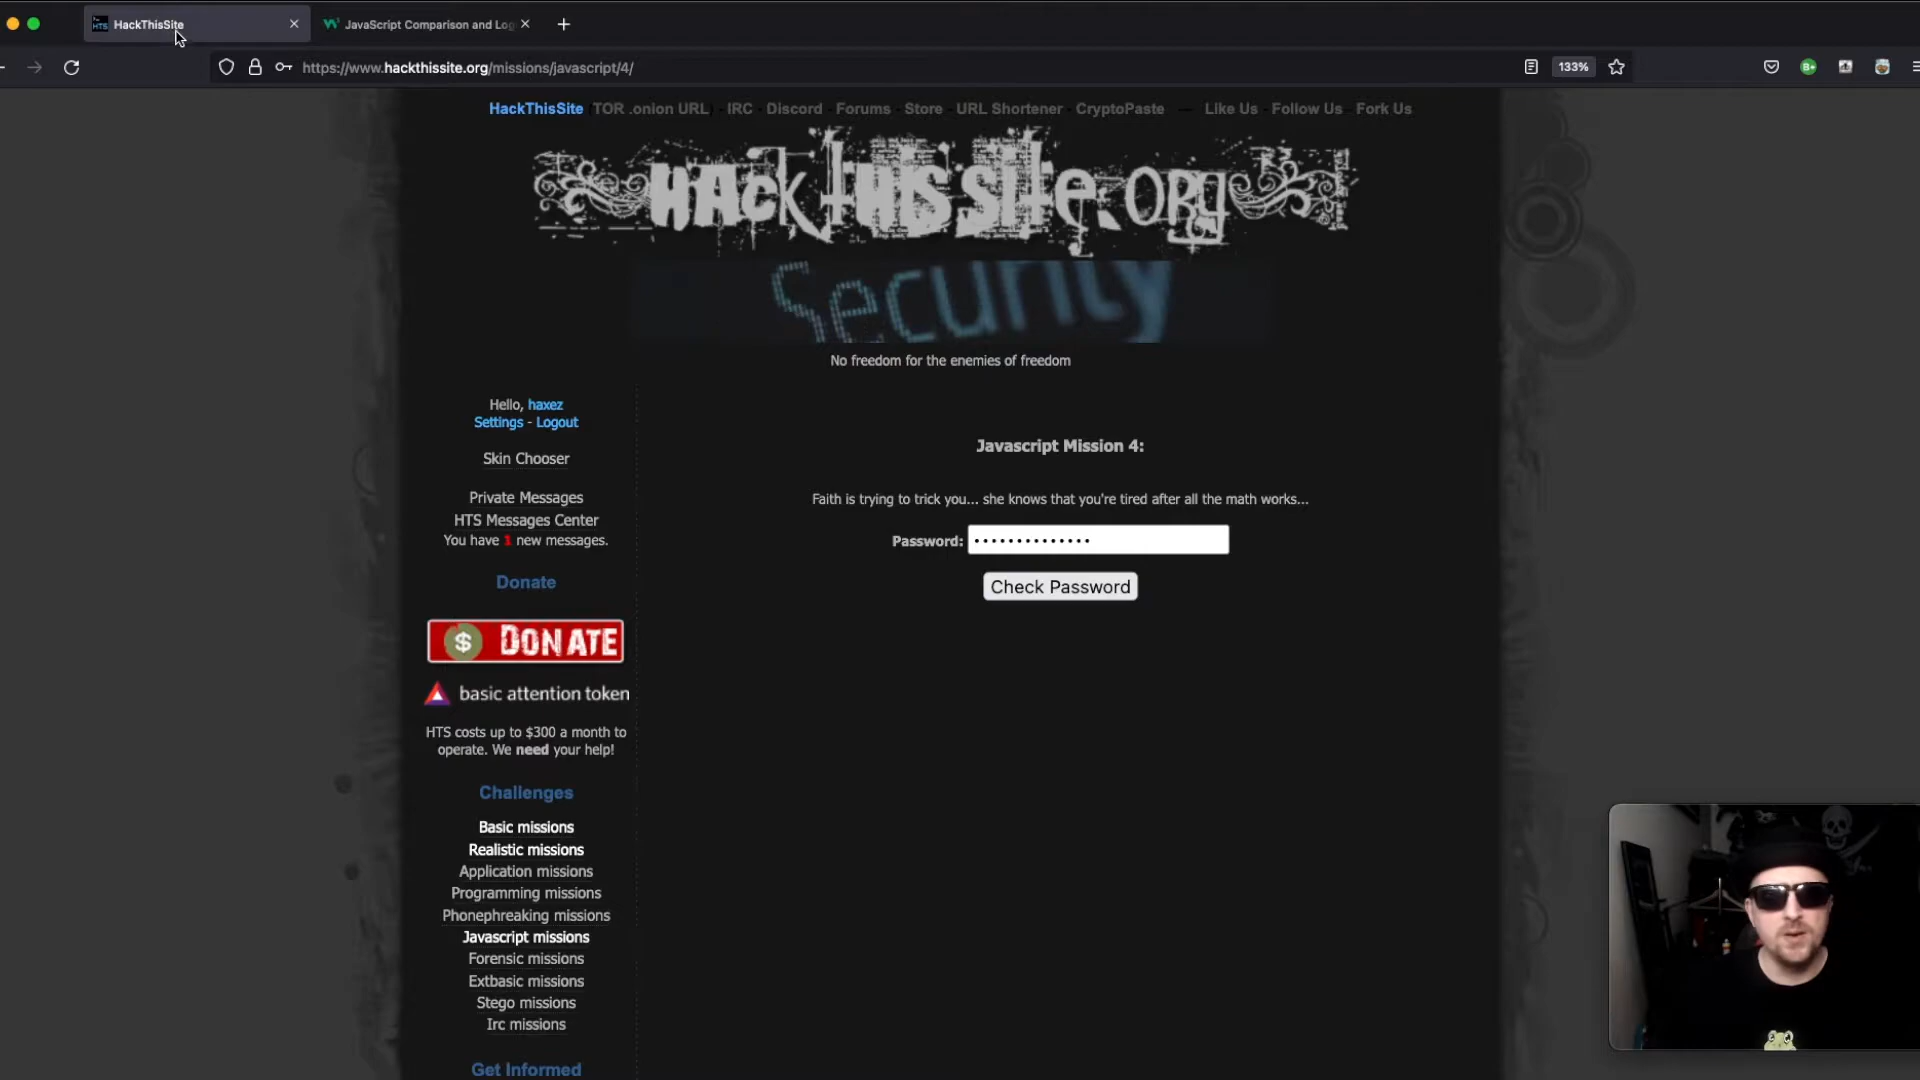 HackThisSite
JavaScript Comparison and Log
https://www.hackthissite.org/missions/javascript/4/
133%
HackThisSite (TOR .onion URL) - IRC - Discord - Forums - Store - URL Shortener - CryptoPaste — Like Us - Follow Us - Fork Us
HACK THIS SITE.ORG
Security
No freedom for the enemies of freedom
Hello, haxez
Settings - Logout
Skin Chooser
Private Messages
HTS Messages Center
You have 1 new messages.
Donate
$ DONATE
basic attention token
HTS costs up to $300 a month to
operate. We need your help!
Challenges
Basic missions
Realistic missions
Application missions
Programming missions
Phonephreaking missions
Javascript missions
Forensic missions
Extbasic missions
Stego missions
Irc missions
Get Informed
Javascript Mission 4:
Faith is trying to trick you... she knows that you're tired after all the math works...
Password: ••••••••••••••
Check Password